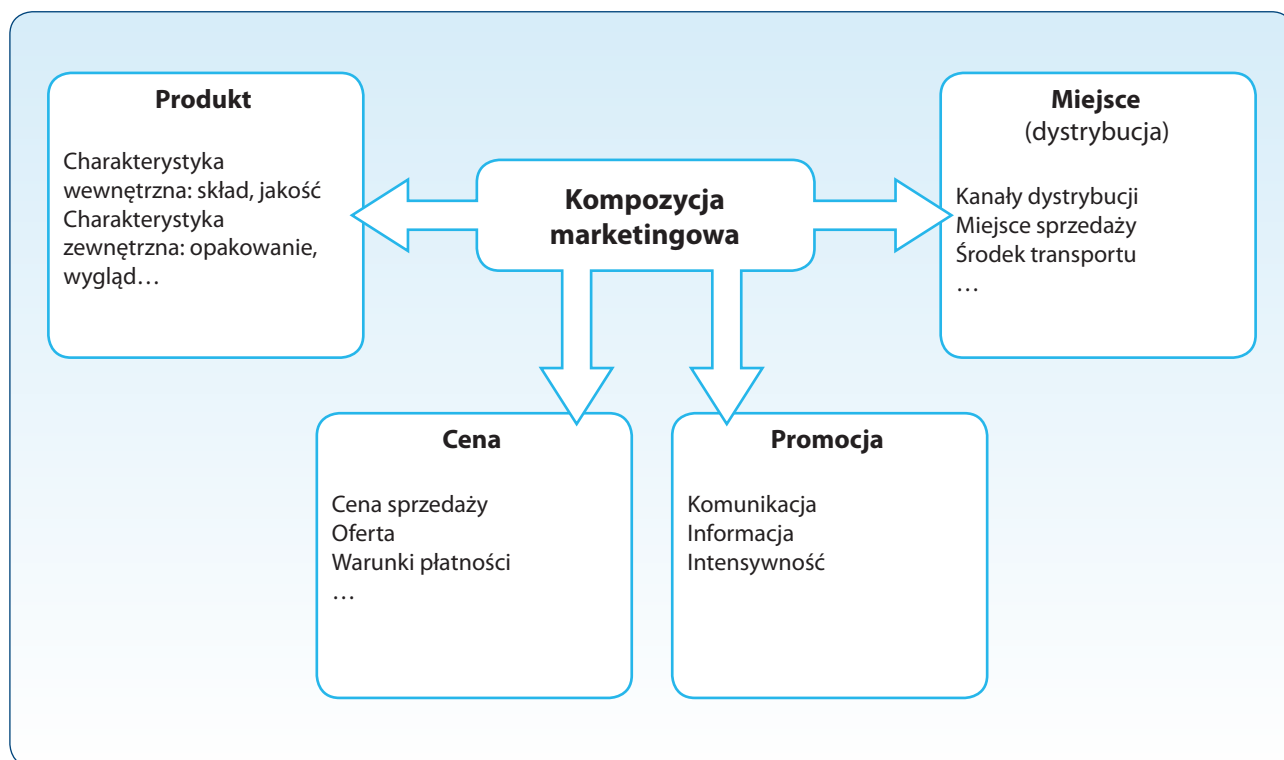 Produkt
Charakterystyka
wewnętrzna: skład, jakość
Charakterystyka
zewnętrzna: opakowanie,
wygląd…
Kompozycja
marketingowa
Miejsce
(dystrybucja)
Kanały dystrybucji
Miejsce sprzedaży
Środek transportu
…
Cena
Cena sprzedaży
Oferta
Warunki płatności
…
Promocja
Komunikacja
Informacja
Intensywność